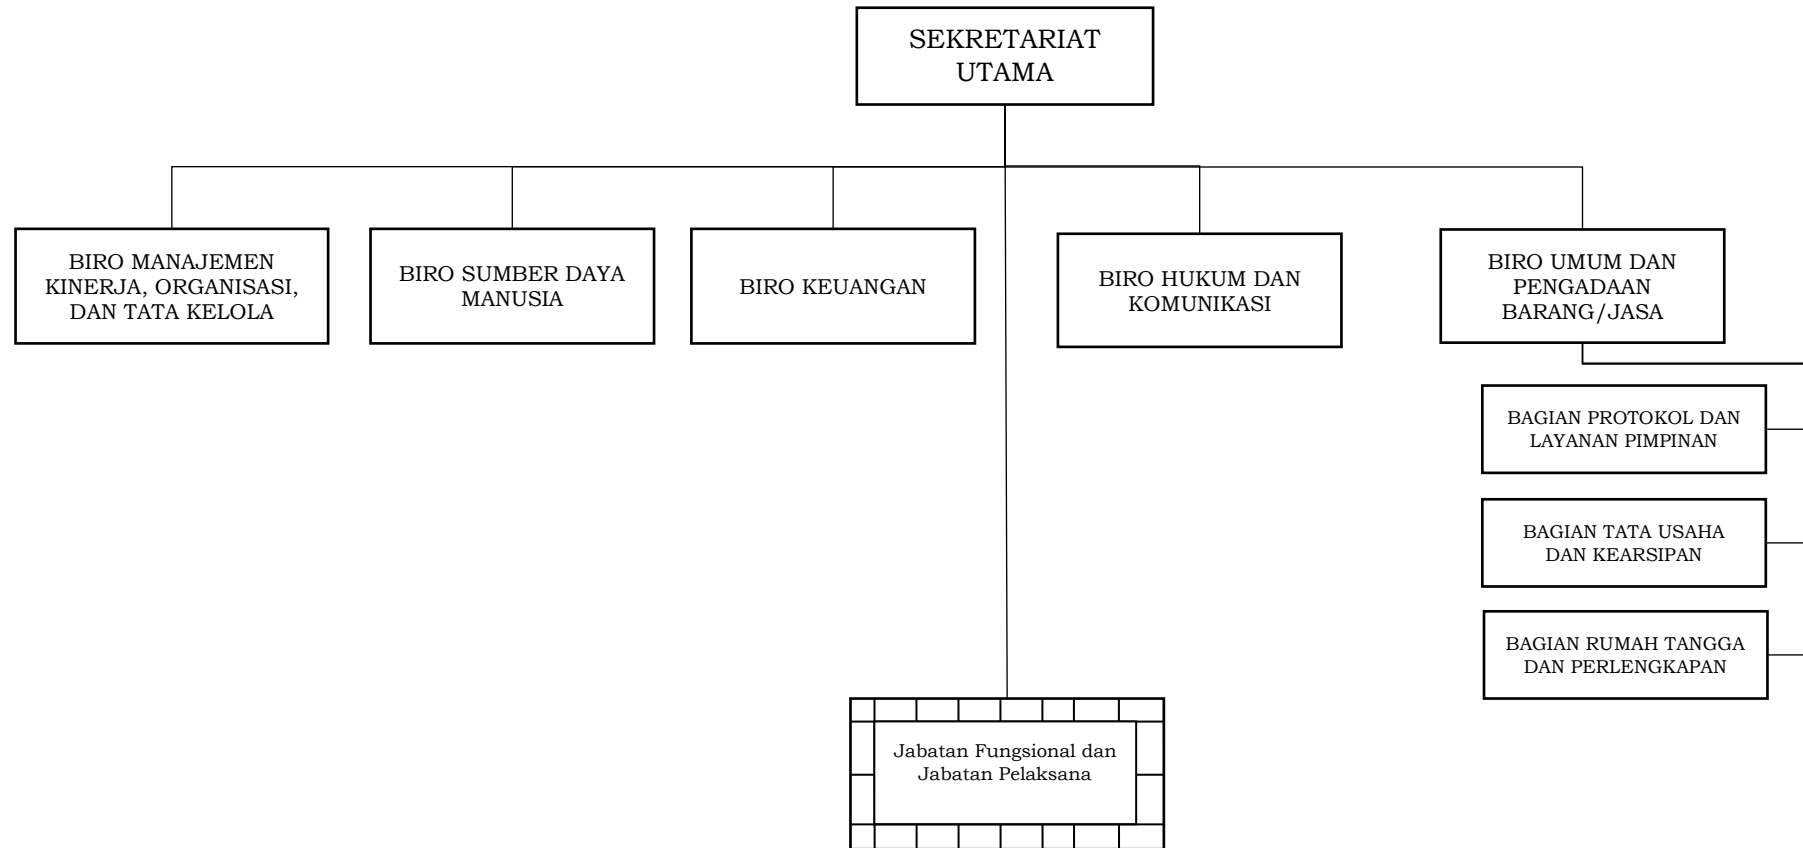 SEKRETARIAT
UTAMA
BIRO MANAJEMEN
KINERJA, ORGANISASI,
DAN TATA KELOLA
BIRO SUMBER DAYA
MANUSIA
BIRO KEUANGAN
BIRO HUKUM DAN
KOMUNIKASI
BIRO UMUM DAN
PENGADAAN
BARANG/JASA
BAGIAN PROTOKOL DAN
LAYANAN PIMPINAN
BAGIAN TATA USAHA
DAN KEARSIPAN
BAGIAN RUMAH TANGGA
DAN PERLENGKAPAN
Jabatan Fungsional dan
Jabatan Pelaksana